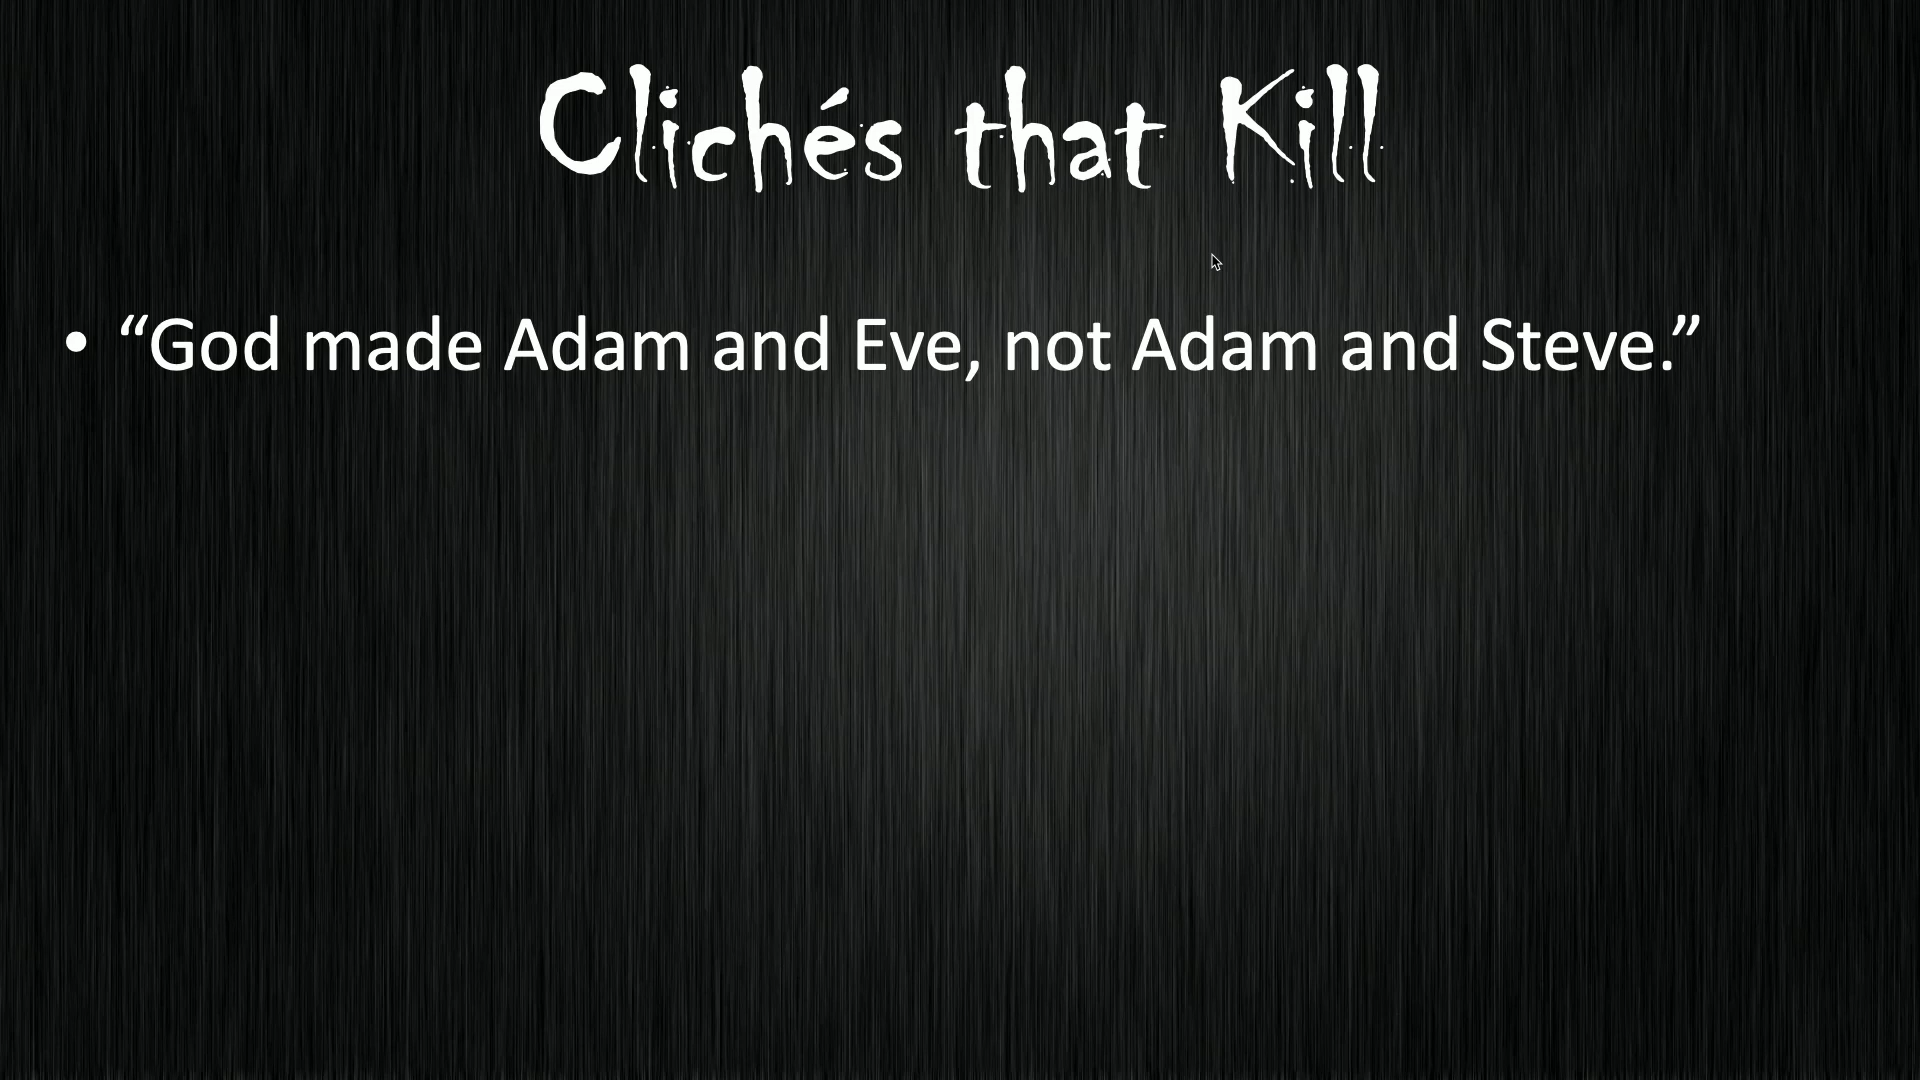 Clichés that Kill
• “God made Adam and Eve, not Adam and Steve.”